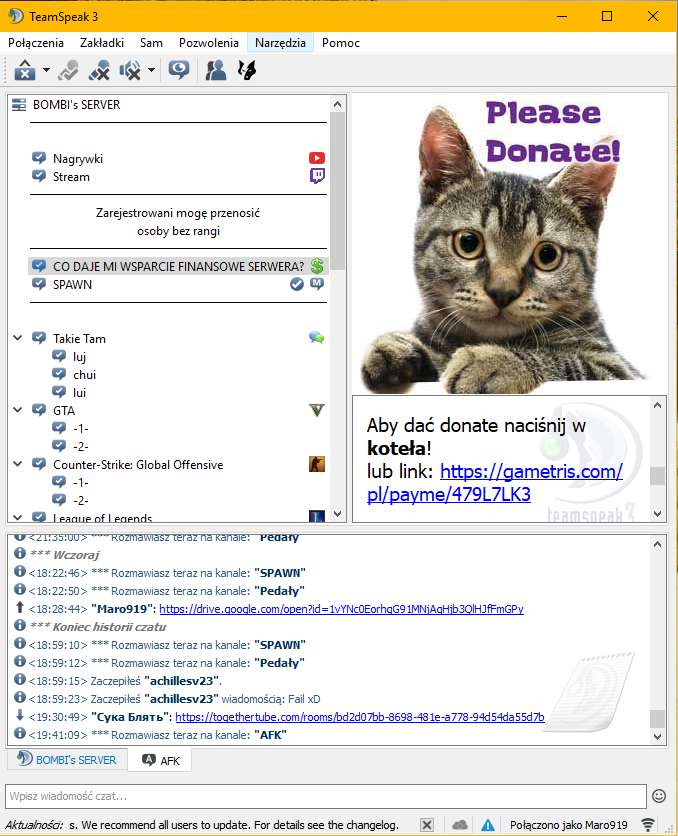 TeamSpeak 3
Połączenia Zakładki Sam Pozwolenia Narzędzia Pomoc
BOMBI's SERVER
Nagrywki
Stream
Zarejestrowani mogę przenosić
osoby bez rangi
CO DAJE MI WSPARCIE FINANSOWE SERWERA?
SPAWN
Takie Tam
luj
chui
lui
GTA
-1-
-2-
Counter-Strike: Global Offensive
-1-
-2-
League of Legends
Please
Donate!
Aby dać donate naciśnij w
koteła!
lub link: https://gametris.com/
pl/payme/479L7LK3
teamspeak 3
<21:35:00> *** Rozmawiasz teraz na kanale: "Pedały"
*** Wczoraj
<18:22:46> *** Rozmawiasz teraz na kanale: "SPAWN"
<18:22:50> *** Rozmawiasz teraz na kanale: "Pedały"
<18:28:44> "Maro919": https://drive.google.com/open?id=1vYNc0EorhgG91MNjAgHjb3QlHJfFmGPy
*** Koniec historii czatu
<18:59:10> *** Rozmawiasz teraz na kanale: "SPAWN"
<18:59:12> *** Rozmawiasz teraz na kanale: "Pedały"
<18:59:15> Zaczepiłeś "achillesv23".
<18:59:23> Zaczepiłeś "achillesv23" wiadomością: Fail xD
<19:30:49> "Сука Блять": https://togethertube.com/rooms/bd2d07bb-8698-481e-a778-94d54da55d7b
<19:41:09> *** Rozmawiasz teraz na kanale: "AFK"
BOMBI's SERVER AFK
Wpisz wiadomość czat...
Aktualności: s. We recommend all users to update. For details see the changelog. Połączono jako Maro919